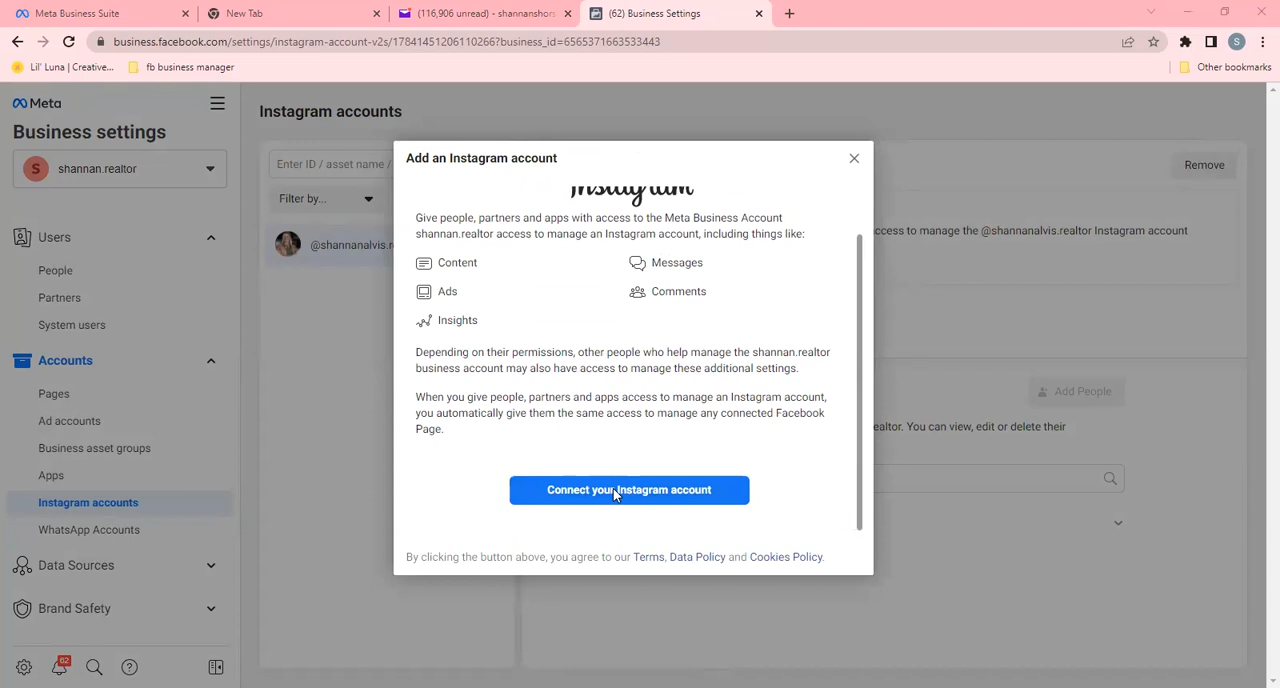 Meta Business Suite
New Tab
(116,906 unread) - shannanshors
(62) Business Settings
business.facebook.com/settings/instagram-account-v2s/1784145120611026​6?business_id=6565371663533443
S
Lil' Luna | Creative...
fb business manager
Other bookmarks
Meta
Business settings
S
shannan.realtor
Users
People
Partners
System users
Accounts
Pages
Ad accounts
Business asset groups
Apps
Instagram accounts
WhatsApp Accounts
Data Sources
Brand Safety
62
Instagram accounts
Enter ID / asset name /
Filter by...
@shannanalvis.r
Remove
ccess to manage the @shannanalvis.realtor Instagram account
Add People
ealtor. You can view, edit or delete their
Add an Instagram account
Instagram
Give people, partners and apps with access to the Meta Business Account
shannan.realtor access to manage an Instagram account, including things like:
Content
Messages
Ads
Comments
Insights
Depending on their permissions, other people who help manage the shannan.realtor
business account may also have access to manage these additional settings.
When you give people, partners and apps access to manage an Instagram account,
you automatically give them the same access to manage any connected Facebook
Page.
Connect your Instagram account
By clicking the button above, you agree to our Terms, Data Policy and Cookies Policy.